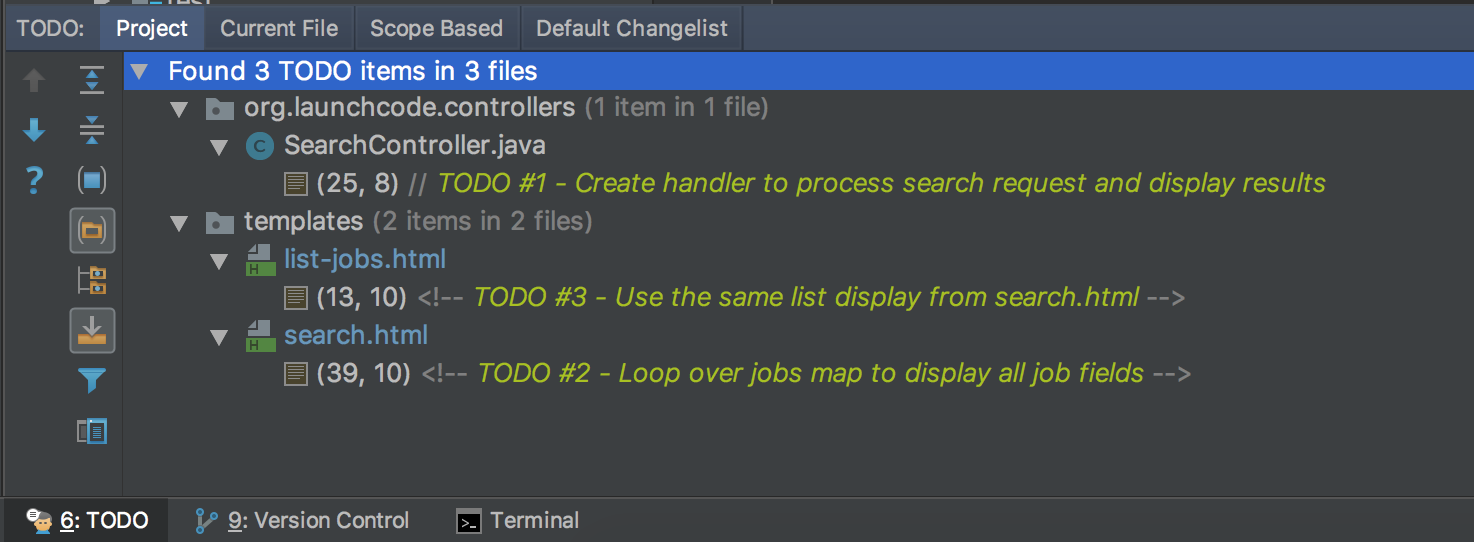 TODO: Project Current File Scope Based Default Changelist
Found 3 TODO items in 3 files
org.launchcode.controllers (1 item in 1 file)
C SearchController.java
(25, 8) // TODO #1 - Create handler to process search request and display results
templates (2 items in 2 files)
H list-jobs.html
(13, 10) <!-- TODO #3 - Use the same list display from search.html -->
H search.html
(39, 10) <!-- TODO #2 - Loop over jobs map to display all job fields -->
6: TODO 9: Version Control Terminal